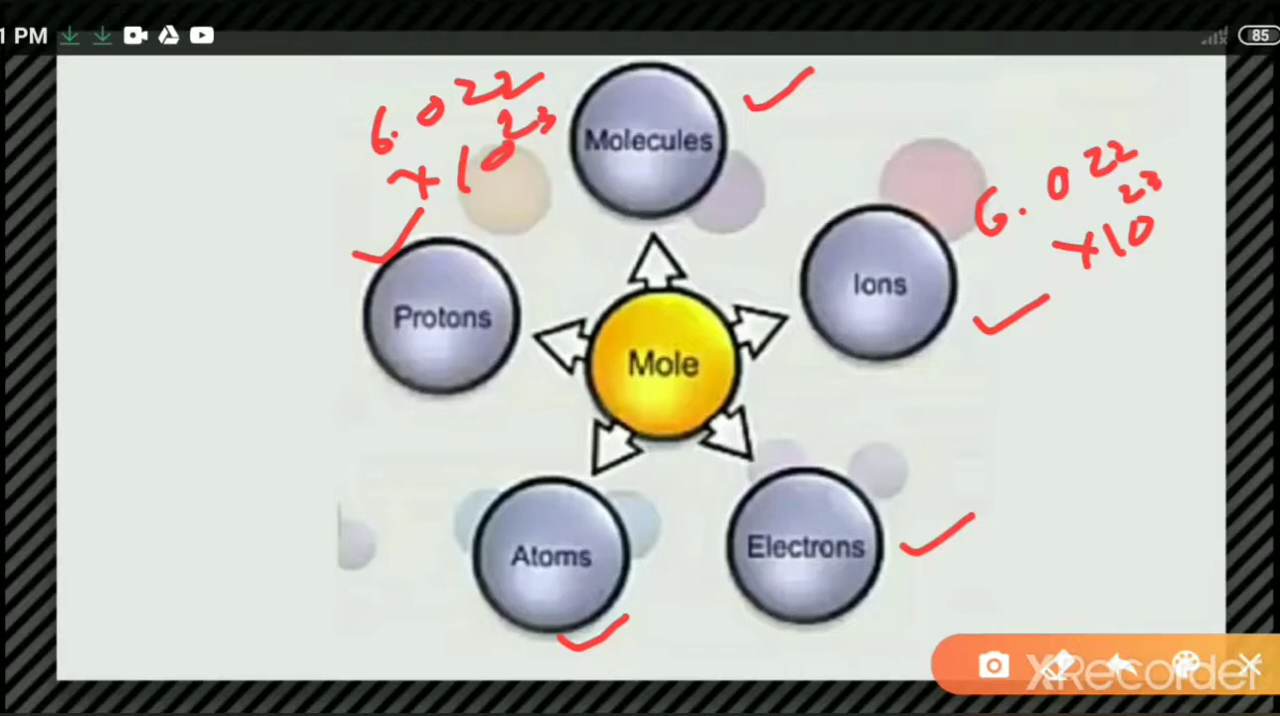 1 PM
85
6.022
×10²³
Molecules
6.022
×10²³
Ions
Protons
Mole
Atoms
Electrons
XRecorder